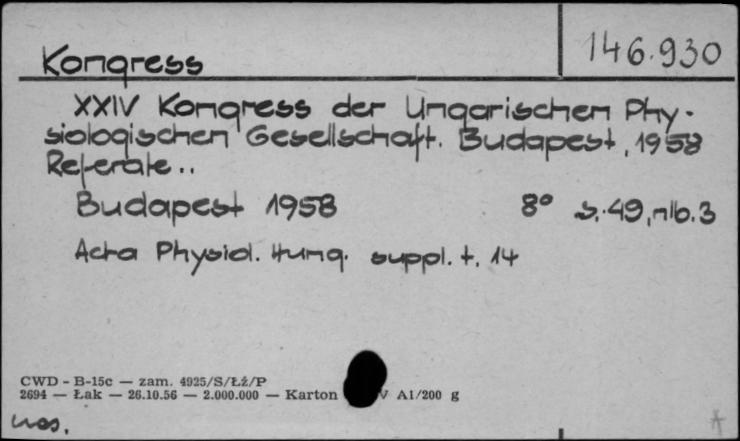 146.930
Kongress
XXIV Kongress der Ungarischen Phy-
siologischen Gesellschaft. Budapest, 1958
Referate..
Budapest 1958 8° s. 49, nlb. 3
Acta Physiol. Hung. suppl. t. 14
CWD - B-15c — zam. 4925/S/Łź/P
2694 — Łak — 26.10.56 — 2.000.000 — Karton V A1/200 g